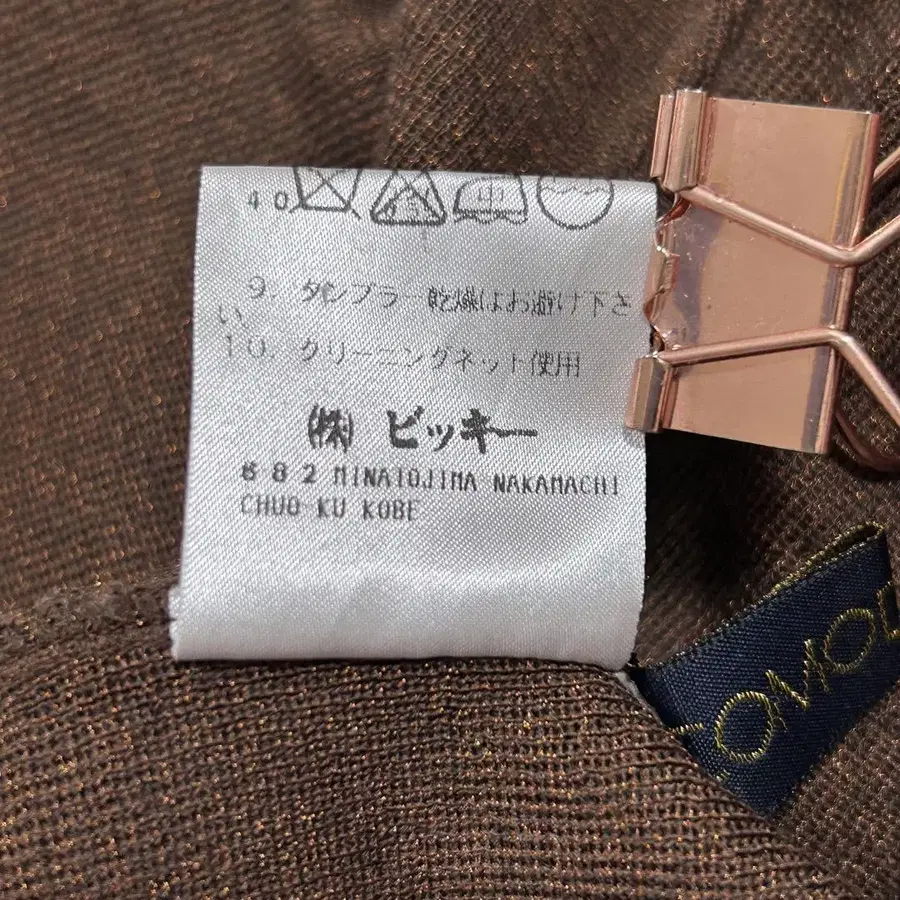 40
中
9. タンブラー乾燥はお避け下さ
い、
10. クリーニングネット使用
(株) ビッキー
6 8 2 MINATOJIMA NAKAMACHI
CHUO KU KOBE
COMOL